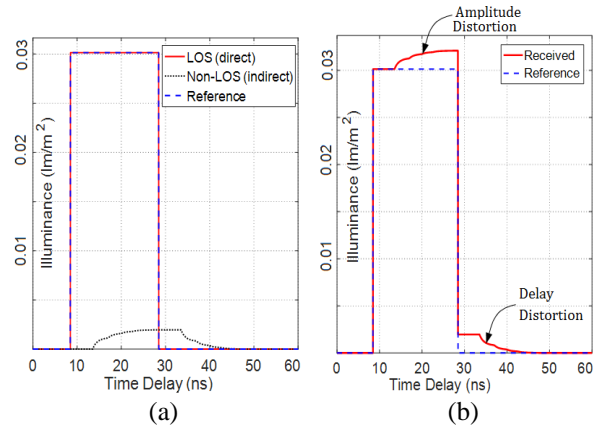 0.03
0.02
0.01
Illuminance (lm/m²)
LOS (direct)
Non-LOS (indirect)
Reference
0 10 20 30 40 50 60
Time Delay (ns)
(a)
Amplitude
Distortion
0.03
0.02
0.01
Illuminance (lm/m²)
Received
Reference
Delay
Distortion
0 10 20 30 40 50 60
Time Delay (ns)
(b)